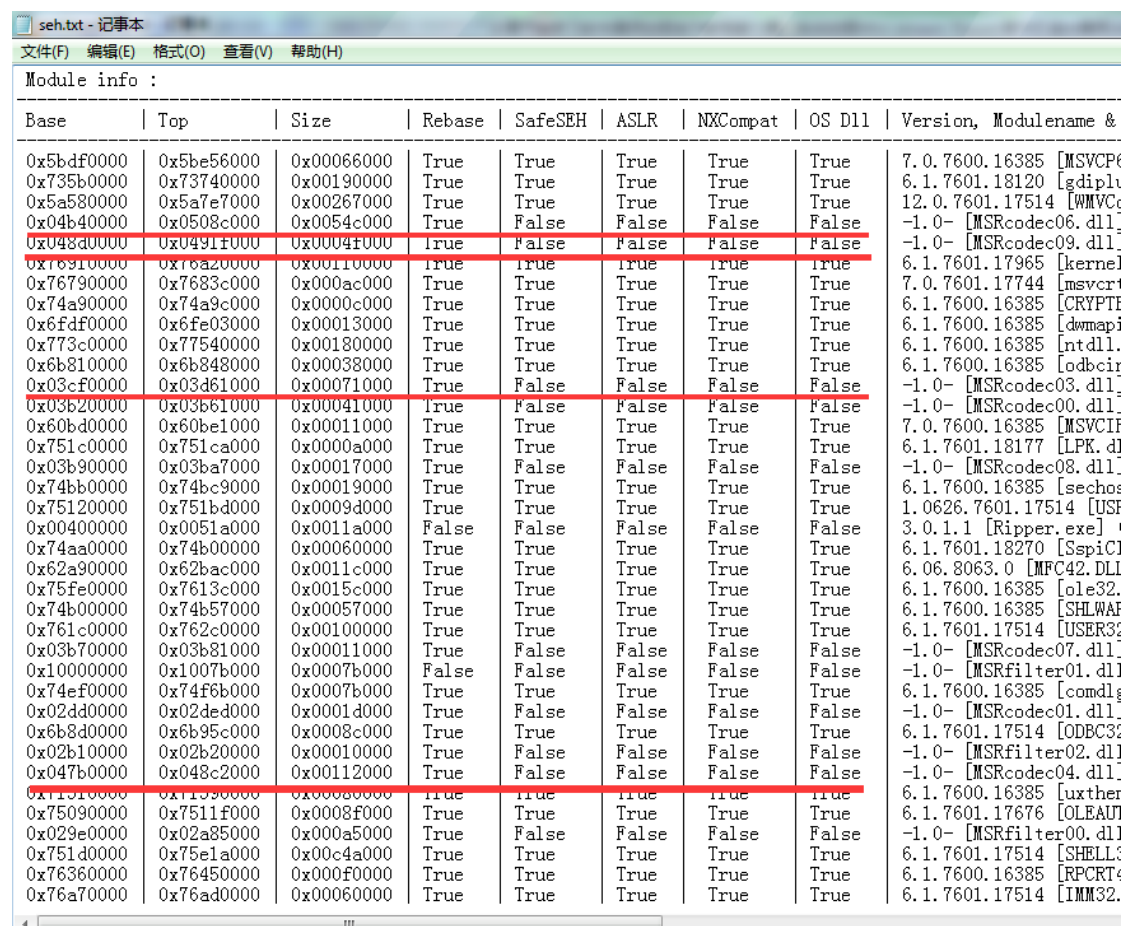 seh.txt - 记事本
文件(F) 编辑(E) 格式(O) 查看(V) 帮助(H)
Module info :
Base | Top | Size | Rebase | SafeSEH | ASLR | NXCompat | OS Dll | Version, Modulename &
0x5bdf0000 | 0x5be56000 | 0x00066000 | True | True | True | True | True | 7.0.7600.16385 [MSVCP6
0x735b0000 | 0x73740000 | 0x00190000 | True | True | True | True | True | 6.1.7601.18120 [gdiplu
0x5a580000 | 0x5a7e7000 | 0x00267000 | True | True | True | True | True | 12.0.7601.17514 [WMVCo
0x04b40000 | 0x0508c000 | 0x0054c000 | True | False | False | False | False | -1.0- [MSRcodec06.dll]
0x048d0000 | 0x0491f000 | 0x0004f000 | True | False | False | False | False | -1.0- [MSRcodec09.dll]
0x76910000 | 0x76a20000 | 0x00110000 | True | True | True | True | True | 6.1.7601.17965 [kernel
0x76790000 | 0x7683c000 | 0x000ac000 | True | True | True | True | True | 7.0.7601.17744 [msvcrt
0x74a90000 | 0x74a9c000 | 0x0000c000 | True | True | True | True | True | 6.1.7600.16385 [CRYPTB
0x6fdf0000 | 0x6fe03000 | 0x00013000 | True | True | True | True | True | 6.1.7600.16385 [dwmapi
0x773c0000 | 0x77540000 | 0x00180000 | True | True | True | True | True | 6.1.7600.16385 [ntdll.
0x6b810000 | 0x6b848000 | 0x00038000 | True | True | True | True | True | 6.1.7600.16385 [odbcin
0x03cf0000 | 0x03d61000 | 0x00071000 | True | False | False | False | False | -1.0- [MSRcodec03.dll]
0x03b20000 | 0x03b61000 | 0x00041000 | True | False | False | False | False | -1.0- [MSRcodec00.dll]
0x60bd0000 | 0x60be1000 | 0x00011000 | True | True | True | True | True | 7.0.7600.16385 [MSVCIR
0x751c0000 | 0x751ca000 | 0x0000a000 | True | True | True | True | True | 6.1.7601.18177 [LPK.dl
0x03b90000 | 0x03ba7000 | 0x00017000 | True | False | False | False | False | -1.0- [MSRcodec08.dll]
0x74bb0000 | 0x74bc9000 | 0x00019000 | True | True | True | True | True | 6.1.7600.16385 [sechos
0x75120000 | 0x751bd000 | 0x0009d000 | True | True | True | True | True | 1.0626.7601.17514 [USP
0x00400000 | 0x0051a000 | 0x0011a000 | False | False | False | False | False | 3.0.1.1 [Ripper.exe]
0x74aa0000 | 0x74b00000 | 0x00060000 | True | True | True | True | True | 6.1.7601.18270 [SspiCl
0x62a90000 | 0x62bac000 | 0x0011c000 | True | True | True | True | True | 6.06.8063.0 [MFC42.DLL
0x75fe0000 | 0x7613c000 | 0x0015c000 | True | True | True | True | True | 6.1.7600.16385 [ole32.
0x74b00000 | 0x74b57000 | 0x00057000 | True | True | True | True | True | 6.1.7600.16385 [SHLWAP
0x761c0000 | 0x762c0000 | 0x00100000 | True | True | True | True | True | 6.1.7601.17514 [USER32
0x03b70000 | 0x03b81000 | 0x00011000 | True | False | False | False | False | -1.0- [MSRcodec07.dll]
0x10000000 | 0x1007b000 | 0x0007b000 | False | False | False | False | False | -1.0- [MSRfilter01.dll
0x74ef0000 | 0x74f6b000 | 0x0007b000 | True | True | True | True | True | 6.1.7600.16385 [comdlg
0x02dd0000 | 0x02ded000 | 0x0001d000 | True | False | False | False | False | -1.0- [MSRcodec01.dll]
0x6b8d0000 | 0x6b95c000 | 0x0008c000 | True | True | True | True | True | 6.1.7601.17514 [ODBC32
0x02b10000 | 0x02b20000 | 0x00010000 | True | False | False | False | False | -1.0- [MSRfilter02.dll
0x047b0000 | 0x048c2000 | 0x00112000 | True | False | False | False | False | -1.0- [MSRcodec04.dll]
0x00080000 | True | True | True | True | True | 6.1.7600.16385 [uxthem
0x75090000 | 0x7511f000 | 0x0008f000 | True | True | True | True | True | 6.1.7601.17676 [OLEAUT
0x029e0000 | 0x02a85000 | 0x000a5000 | True | False | False | False | False | -1.0- [MSRfilter00.dll
0x751d0000 | 0x75e1a000 | 0x00c4a000 | True | True | True | True | True | 6.1.7601.17514 [SHELL3
0x76360000 | 0x76450000 | 0x000f0000 | True | True | True | True | True | 6.1.7600.16385 [RPCRT4
0x76a70000 | 0x76ad0000 | 0x00060000 | True | True | True | True | True | 6.1.7601.17514 [IMM32.